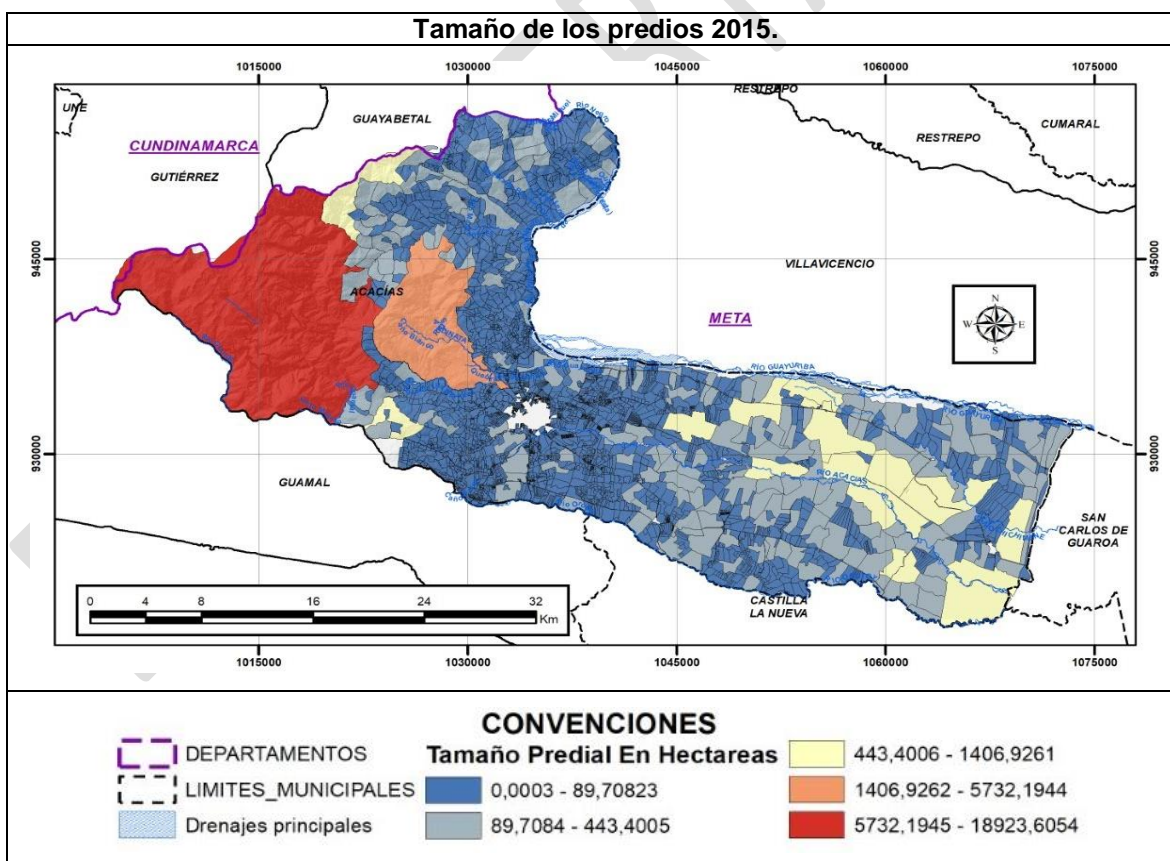 Tamaño de los predios 2015.
1015000 1030000 1045000 1060000 1075000
UNE
GUAYABETAL
RESTREPO
RESTREPO
CUMARAL
CUNDINAMARCA
GUTIÉRREZ
945000
945000
VILLAVICENCIO
ACACÍAS
META
N
W E
S
RÍO GUAYURIBA
RÍO ACACIAS
930000
930000
GUAMAL
SAN
CARLOS DE
GUAROA
CASTILLA
LA NUEVA
0 4 8 16 24 32
Km
1015000 1030000 1045000 1060000 1075000
CONVENCIONES
DEPARTAMENTOS
LIMITES_MUNICIPALES
Drenajes principales
Tamaño Predial En Hectareas
0,0003 - 89,70823
89,7084 - 443,4005
443,4006 - 1406,9261
1406,9262 - 5732,1944
5732,1945 - 18923,6054